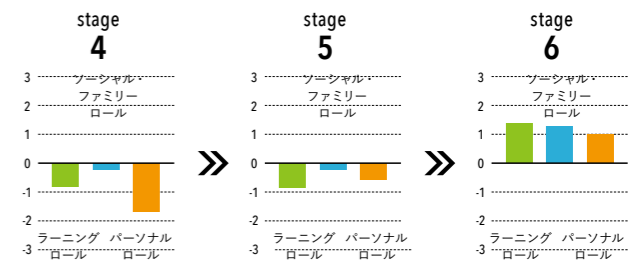 stage
4
3
ソーシャル・
ファミリー
2
ロール
1
0
-1
-2
ラーニング パーソナル
-3
ロール ロール
stage
5
3
ソーシャル・
ファミリー
2
ロール
1
0
-1
-2
ラーニング パーソナル
-3
ロール ロール
stage
6
3
ソーシャル・
ファミリー
2
ロール
1
0
-1
-2
ラーニング パーソナル
-3
ロール ロール